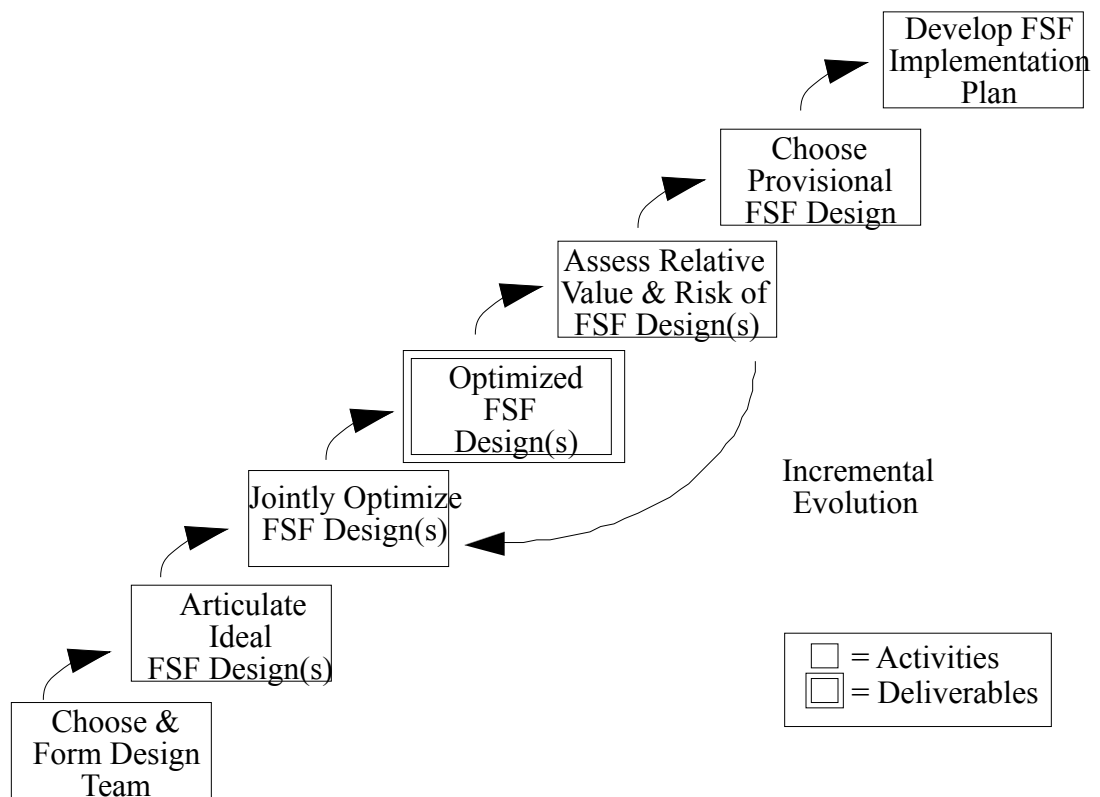 Develop FSF
Implementation
Plan
Choose
Provisional
FSF Design
Assess Relative
Value & Risk of
FSF Design(s)
Optimized
FSF
Design(s)
Jointly Optimize
FSF Design(s)
Incremental
Evolution
Articulate
Ideal
FSF Design(s)
= Activities
= Deliverables
Choose &
Form Design
Team